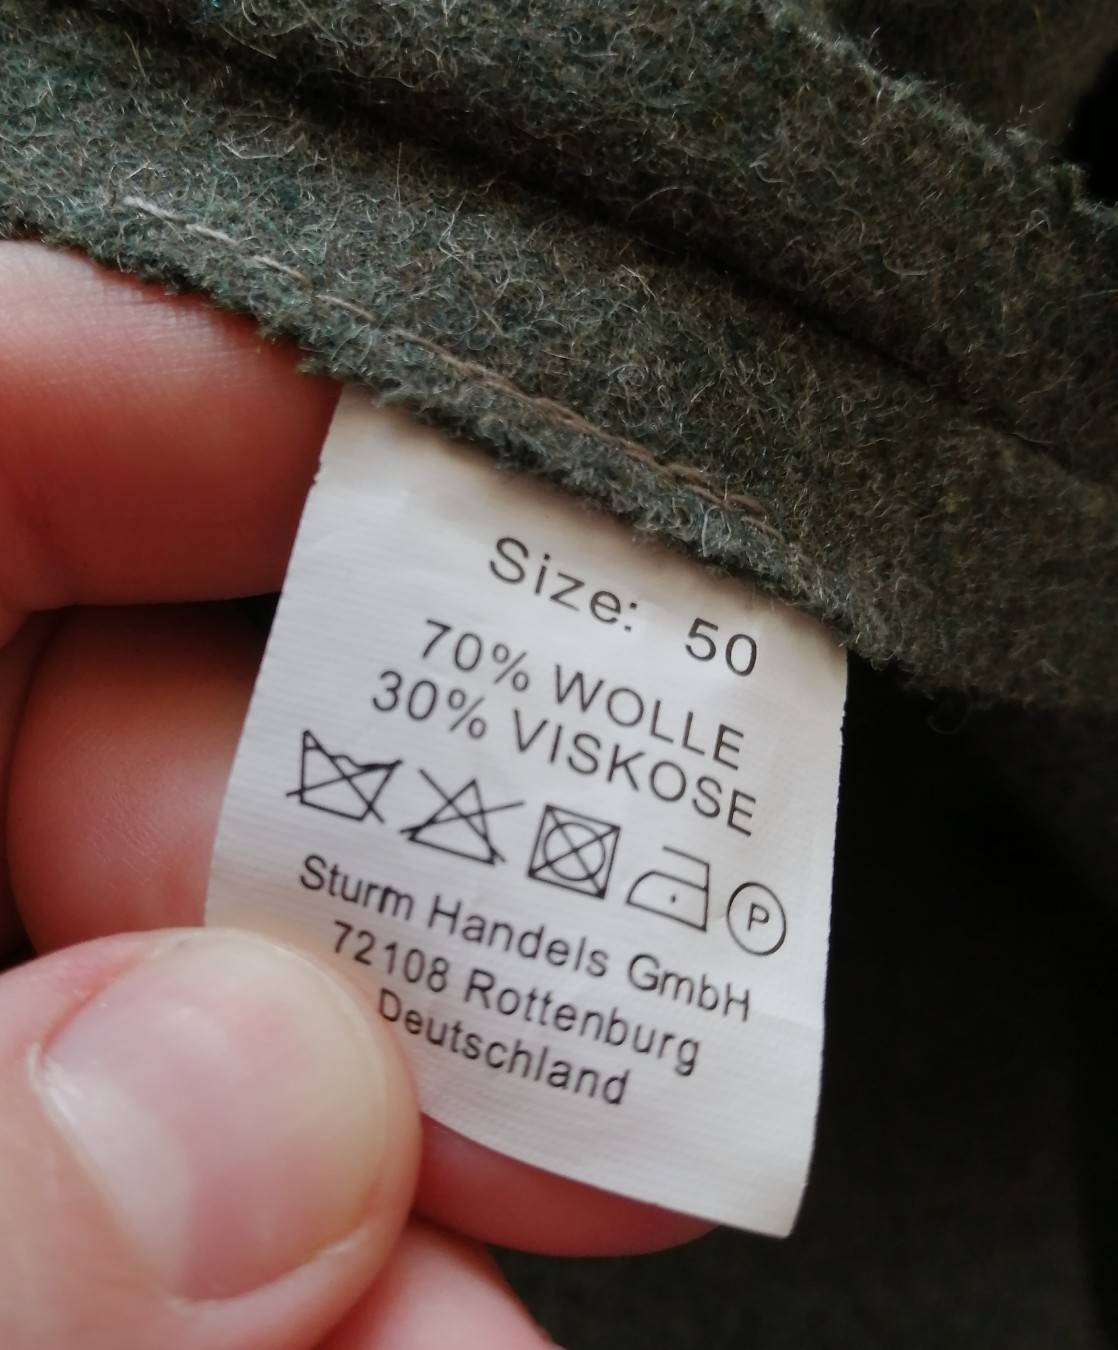 Size: 50
70% WOLLE
30% VISKOSE
P
Sturm Handels GmbH
72108 Rottenburg
Deutschland